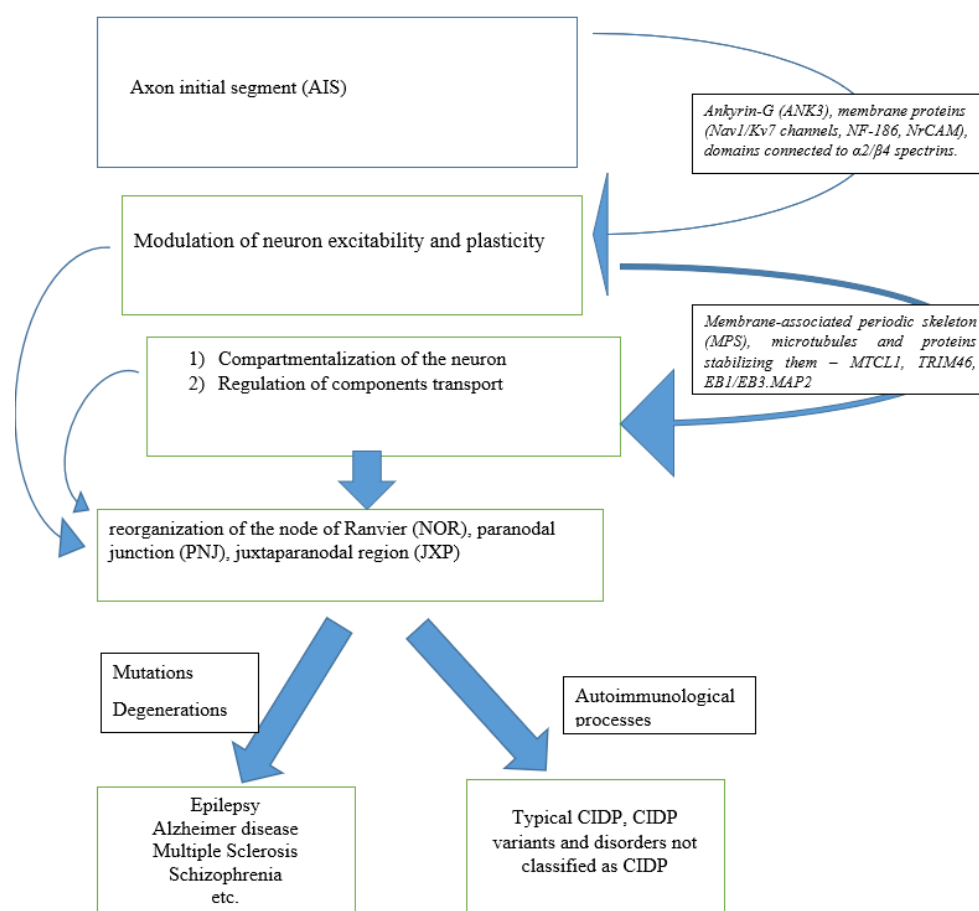 Axon initial segment (AIS)
Ankyrin-G (ANK3), membrane proteins
(Nav1/Kv7 channels, NF-186, NrCAM),
domains connected to α2/β4 spectrins.
Modulation of neuron excitability and plasticity
Membrane-associated periodic skeleton
(MPS), microtubules and proteins
stabilizing them – MTCL1, TRIM46,
EB1/EB3.MAP2
1) Compartmentalization of the neuron
2) Regulation of components transport
reorganization of the node of Ranvier (NOR), paranodal
junction (PNJ), juxtaparanodal region (JXP)
Mutations
Degenerations
Autoimmunological
processes
Epilepsy
Alzheimer disease
Multiple Sclerosis
Schizophrenia
etc.
Typical CIDP, CIDP
variants and disorders not
classified as CIDP